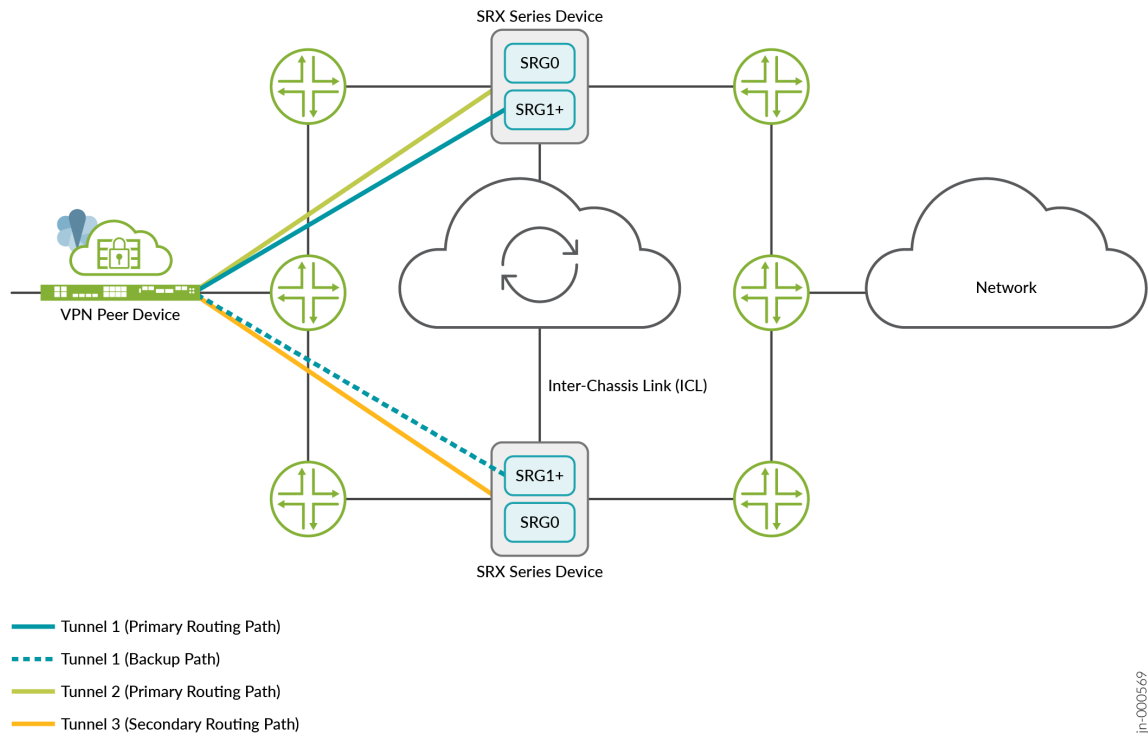 SRX Series Device
SRG0
SRG1+
VPN Peer Device
Network
Inter-Chassis Link (ICL)
SRG1+
SRG0
SRX Series Device
Tunnel 1 (Primary Routing Path)
Tunnel 1 (Backup Path)
Tunnel 2 (Primary Routing Path)
Tunnel 3 (Secondary Routing Path)
jn-000569